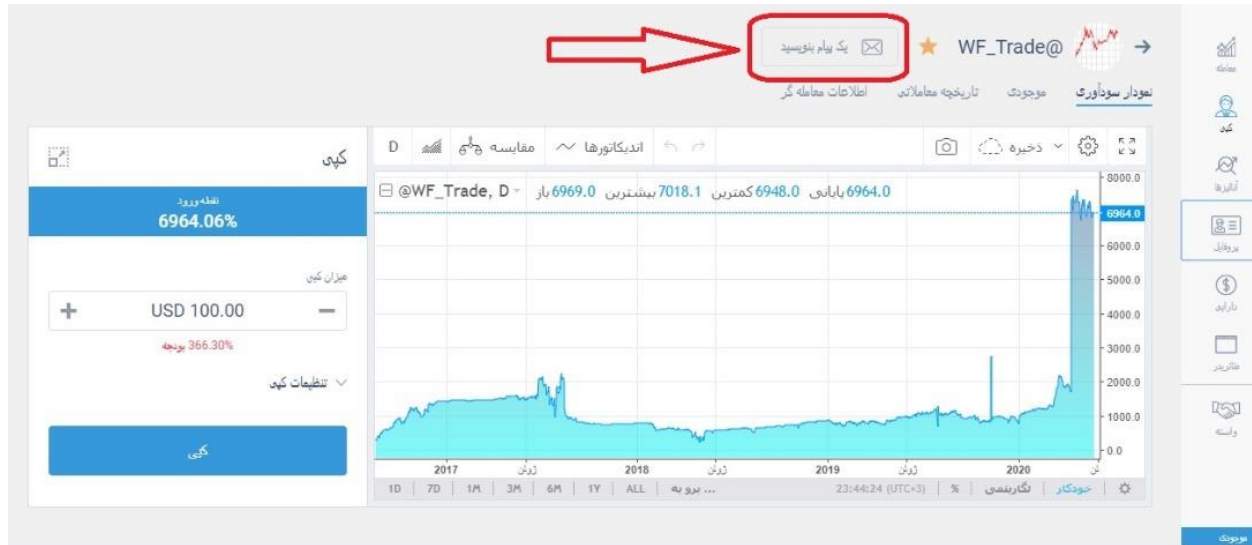 WF_Trade@
یک پیام بنویسید
نمودار سودآوری
موجودی
تاریخچه معاملاتی
اطلاعات معامله گر
معامله
کپی
آنالیزها
پروفایل
دارایی
متاتریدر
وابسته
موجودی
ذخیره
اندیکاتورها
مقایسه
D
@WF_Trade, D باز 6969.0 بیشترین 7018.1 کمترین 6948.0 پایانی 6964.0
8000.0
6964.0
6000.0
5000.0
4000.0
3000.0
2000.0
1000.0
0.0
2017 ژوئن 2018 ژوئن 2019 ژوئن 2020
1D 7D 1M 3M 6M 1Y ALL برو به ... 23:44:24 (UTC+3) % لگاریتمی خودکار
کپی
نقطه ورود
6964.06%
میزان کپی
USD 100.00
366.30% بودجه
تنظیمات کپی
کپی